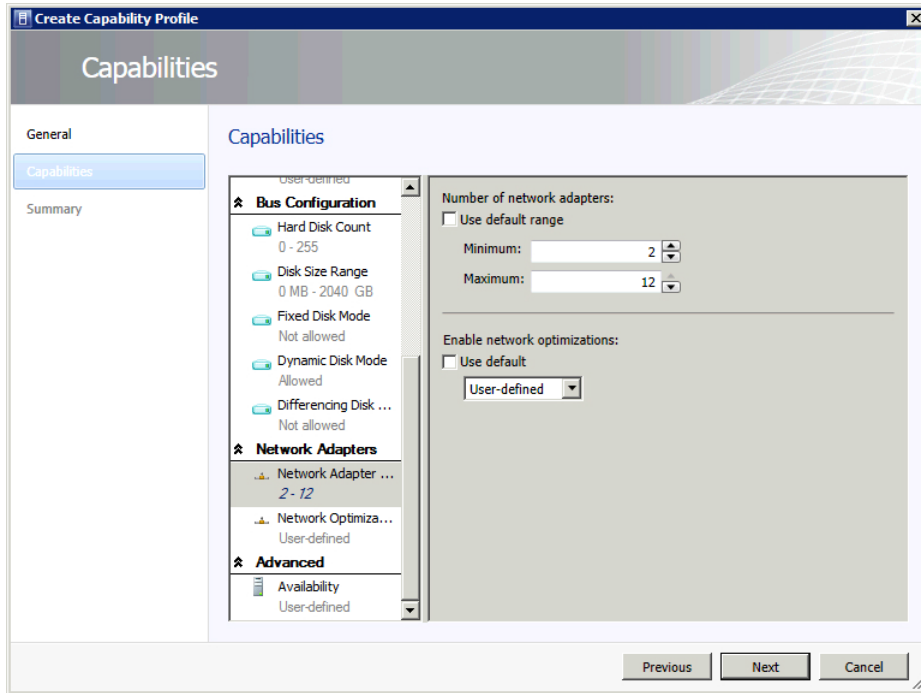 Create Capability Profile
Capabilities
General
Capabilities
Summary
Capabilities
User-defined
Bus Configuration
Hard Disk Count
0 - 255
Disk Size Range
0 MB - 2040 GB
Fixed Disk Mode
Not allowed
Dynamic Disk Mode
Allowed
Differencing Disk ...
Not allowed
Network Adapters
Network Adapter ...
2 - 12
Network Optimiza...
User-defined
Advanced
Availability
User-defined
Number of network adapters:
Use default range
Minimum: 2
Maximum: 12
Enable network optimizations:
Use default
User-defined
Previous Next Cancel